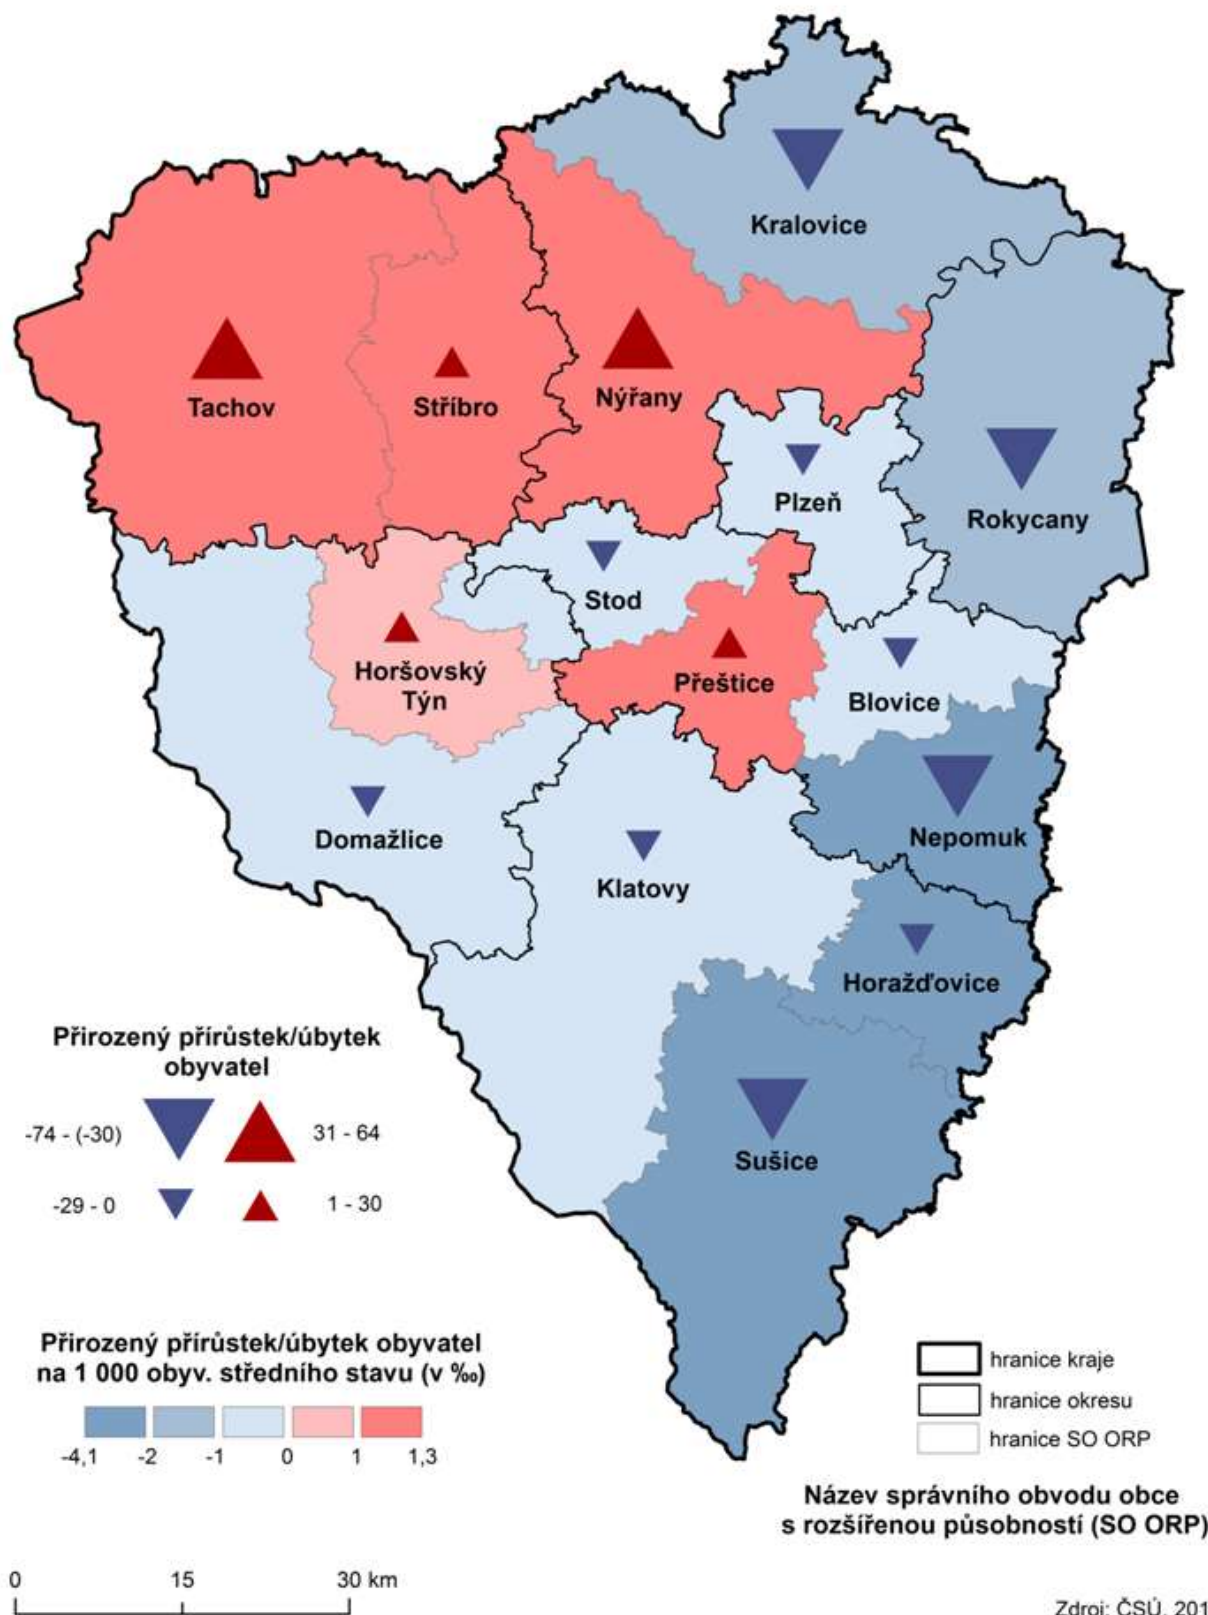 Kralovice
Tachov
Stříbro
Nýřany
Plzeň
Rokycany
Stod
Horšovský
Týn
Přeštice
Blovice
Domažlice
Klatovy
Nepomuk
Horažďovice
Sušice
Přirozený přírůstek/úbytek
obyvatel
-74 - (-30) 31 - 64
-29 - 0 1 - 30
Přirozený přírůstek/úbytek obyvatel
na 1 000 obyv. středního stavu (v ‰)
-4,1 -2 -1 0 1 1,3
hranice kraje
hranice okresu
hranice SO ORP
Název správního obvodu obce
s rozšířenou působností (SO ORP)
0 15 30 km
Zdroj: ČSÚ, 201